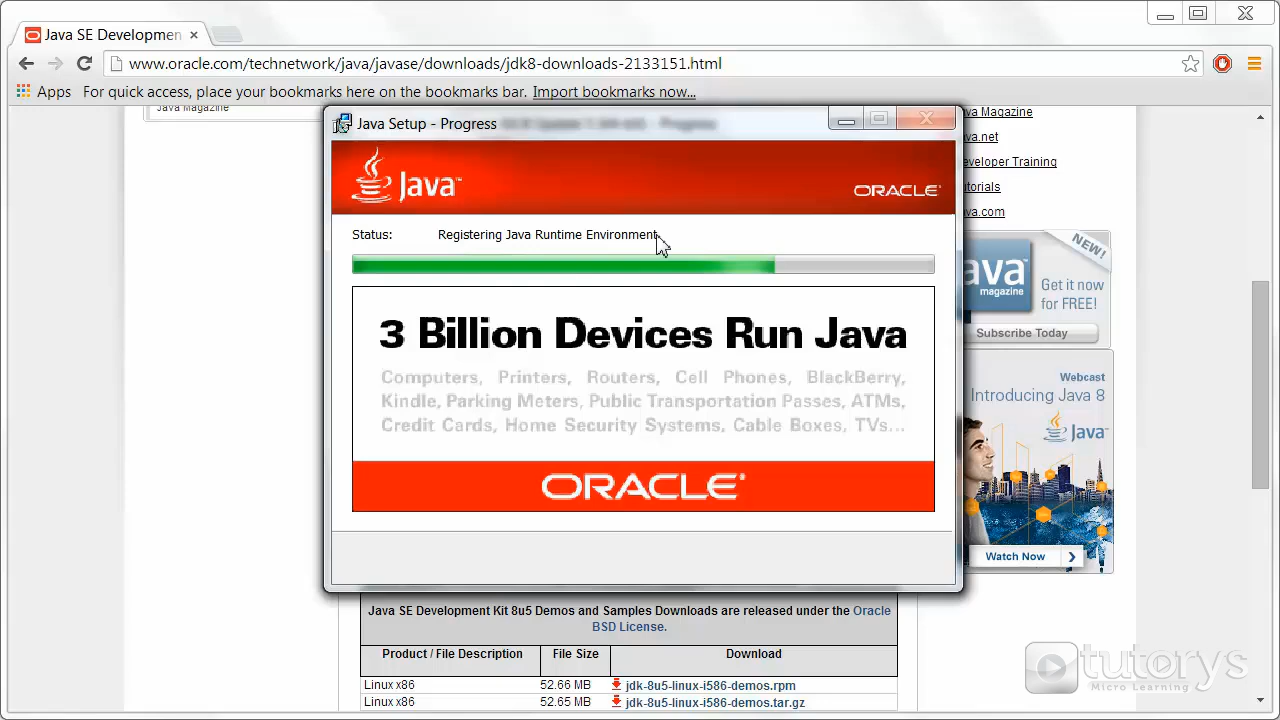 Java SE Developmen
www.oracle.com/technetwork/java/javase/downloads/jdk8-downloads-2133151.html
Apps For quick access, place your bookmarks here on the bookmarks bar. Import bookmarks now...
Java Magazine
va Magazine
va.net
eveloper Training
utorials
va.com
Java Setup - Progress
Java™
ORACLE
Status: Registering Java Runtime Environment
3 Billion Devices Run Java
Computers, Printers, Routers, Cell Phones, BlackBerry,
Kindle, Parking Meters, Public Transportation Passes, ATMs,
Credit Cards, Home Security Systems, Cable Boxes, TVs...
ORACLE
NEW!
ava
magazine
Get it now
for FREE!
Subscribe Today
Webcast
Introducing Java 8
Java
Watch Now
Java SE Development Kit 8u5 Demos and Samples Downloads are released under the Oracle
BSD License.
Product / File Description File Size Download
Linux x86 52.66 MB jdk-8u5-linux-i586-demos.rpm
Linux x86 52.65 MB jdk-8u5-linux-i586-demos.tar.gz
tutorys
Micro Learning